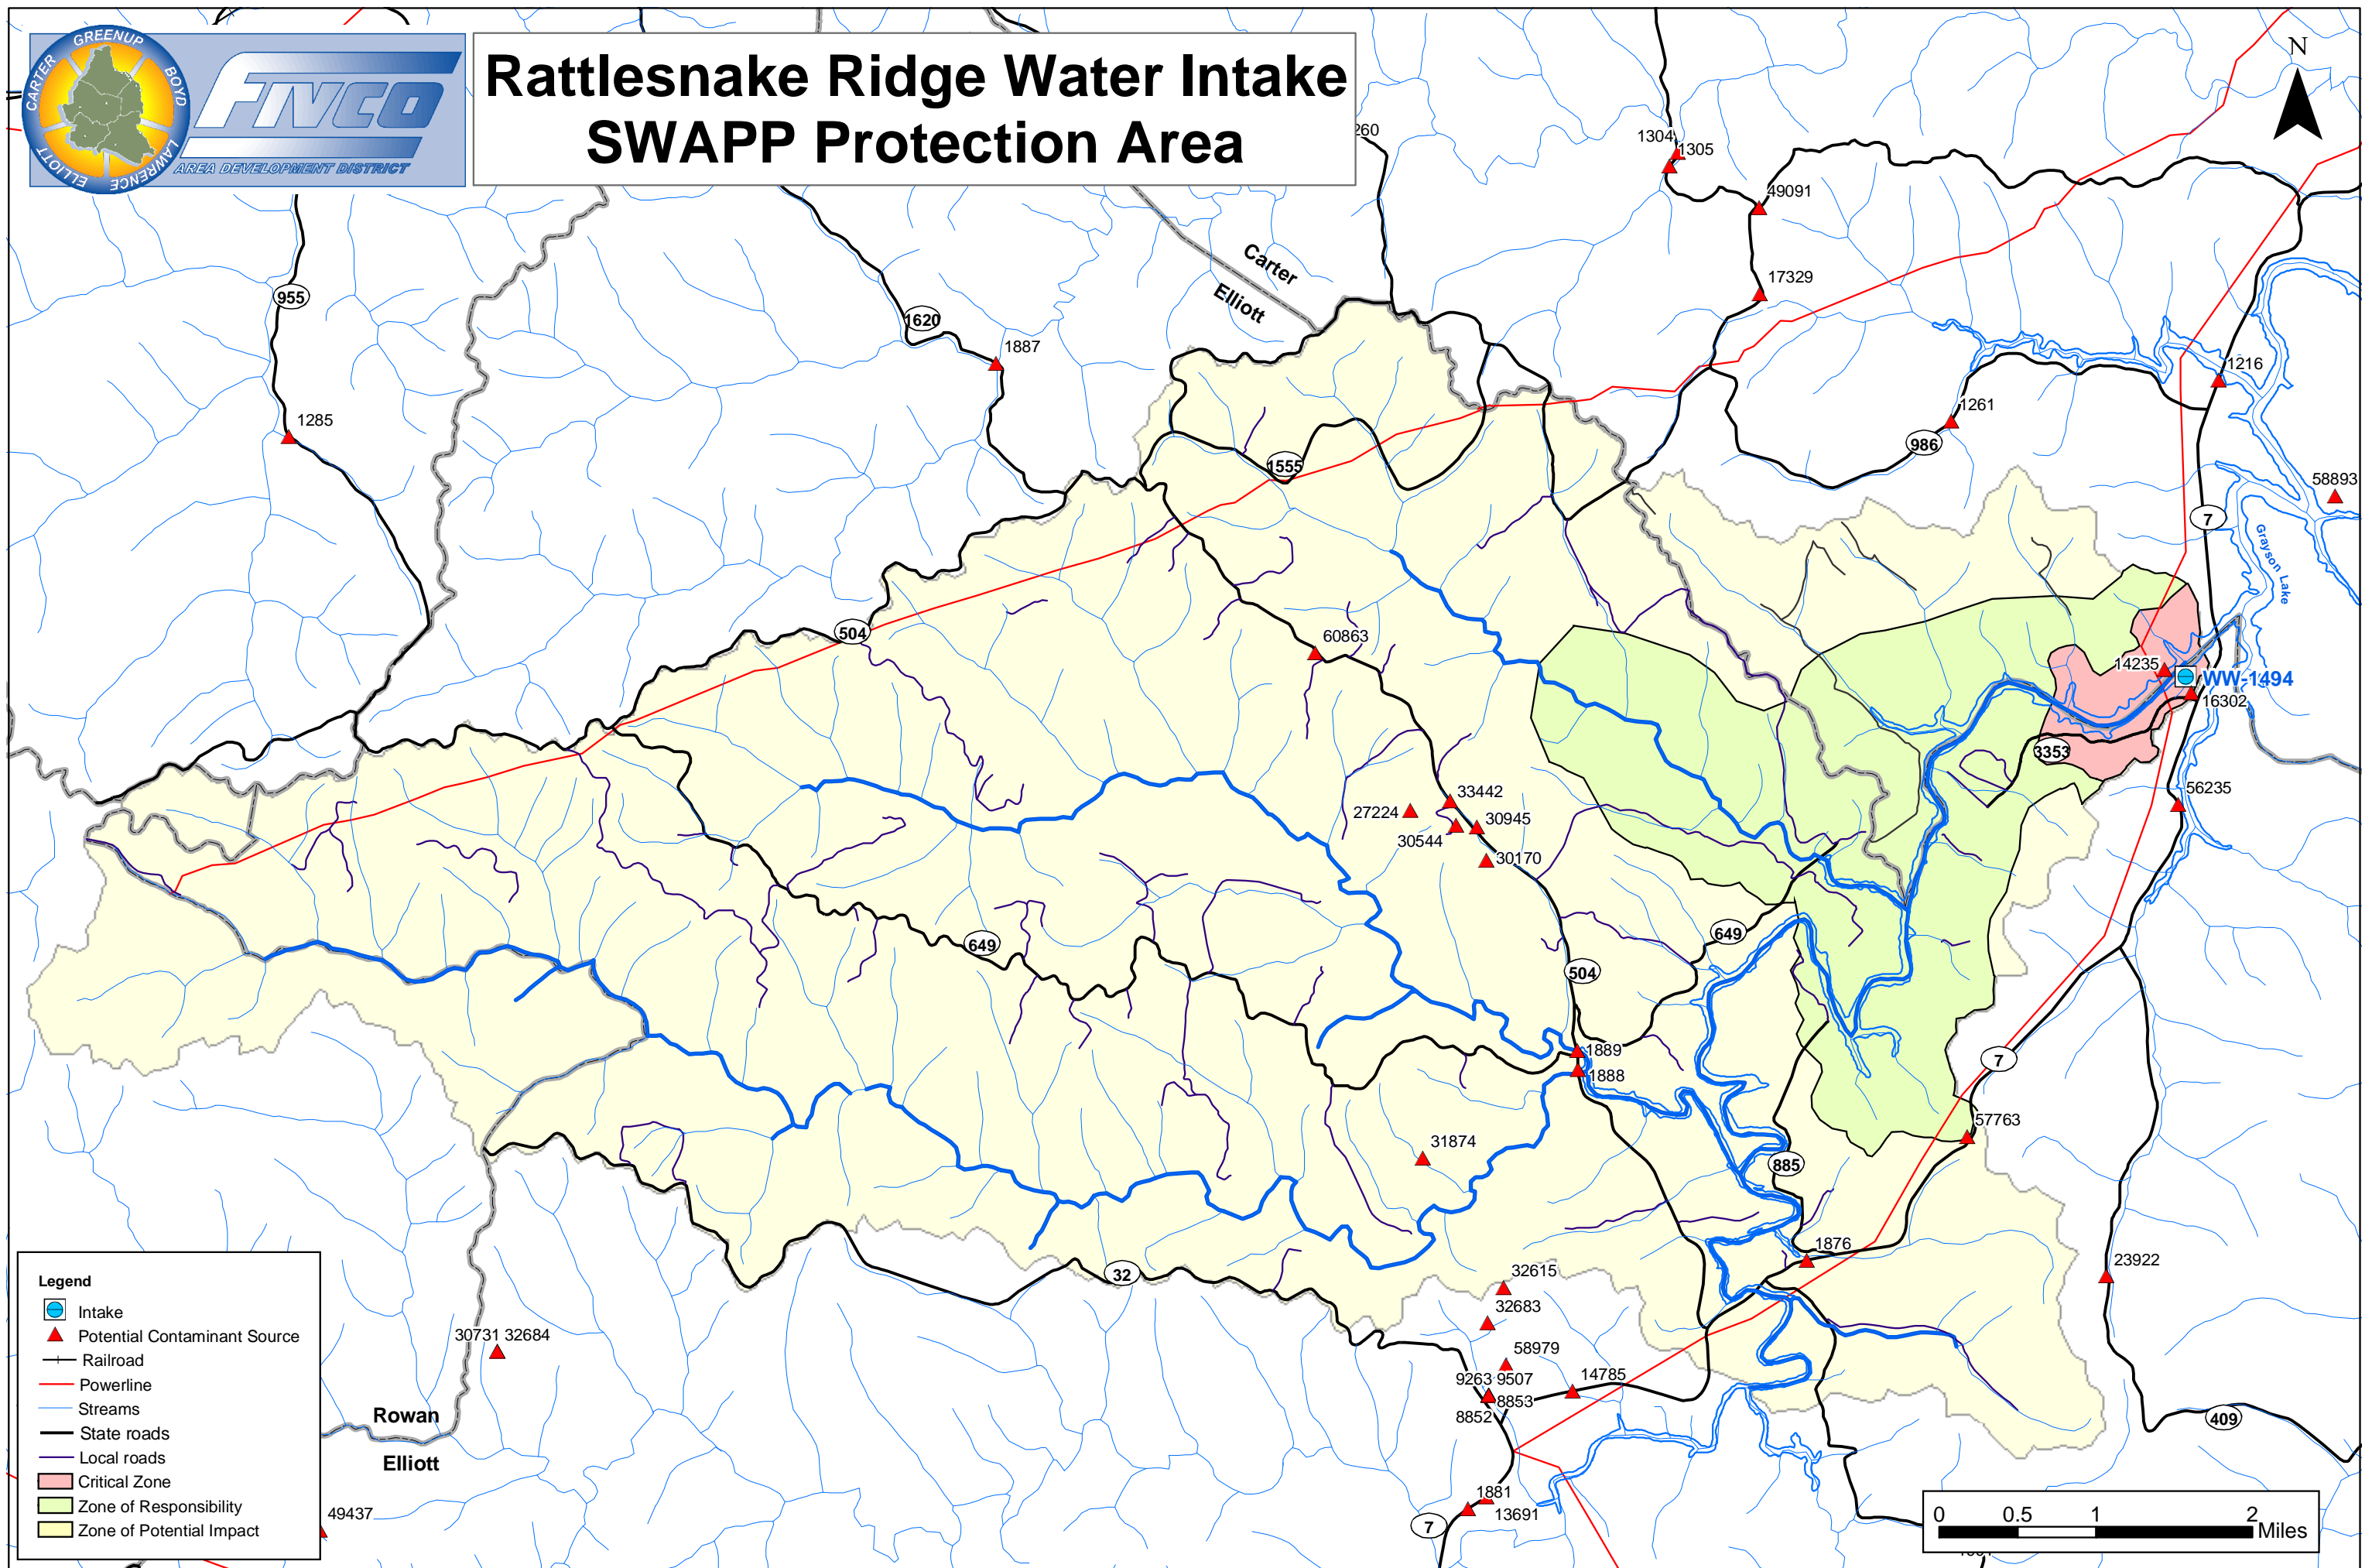 GREENUP
CARTER
BOYD
LAWRENCE
ELLIOTT
FIVCO
AREA DEVELOPMENT DISTRICT
Rattlesnake Ridge Water Intake
SWAPP Protection Area
N
260
1304
1305
49091
17329
Carter
Elliott
955
1620
1887
1285
1216
1261
986
1555
58893
7
Grayson Lake
504
60863
14235
WW-1494
16302
3353
56235
33442
27224
30945
30544
30170
649
649
504
1889
1888
7
57763
31874
885
1876
32
23922
32615
32683
30731 32684
58979
9263 9507
14785
8853
8852
Rowan
Elliott
409
1881
13691
7
49437
Legend
Intake
Potential Contaminant Source
Railroad
Powerline
Streams
State roads
Local roads
Critical Zone
Zone of Responsibility
Zone of Potential Impact
0 0.5 1 2
Miles